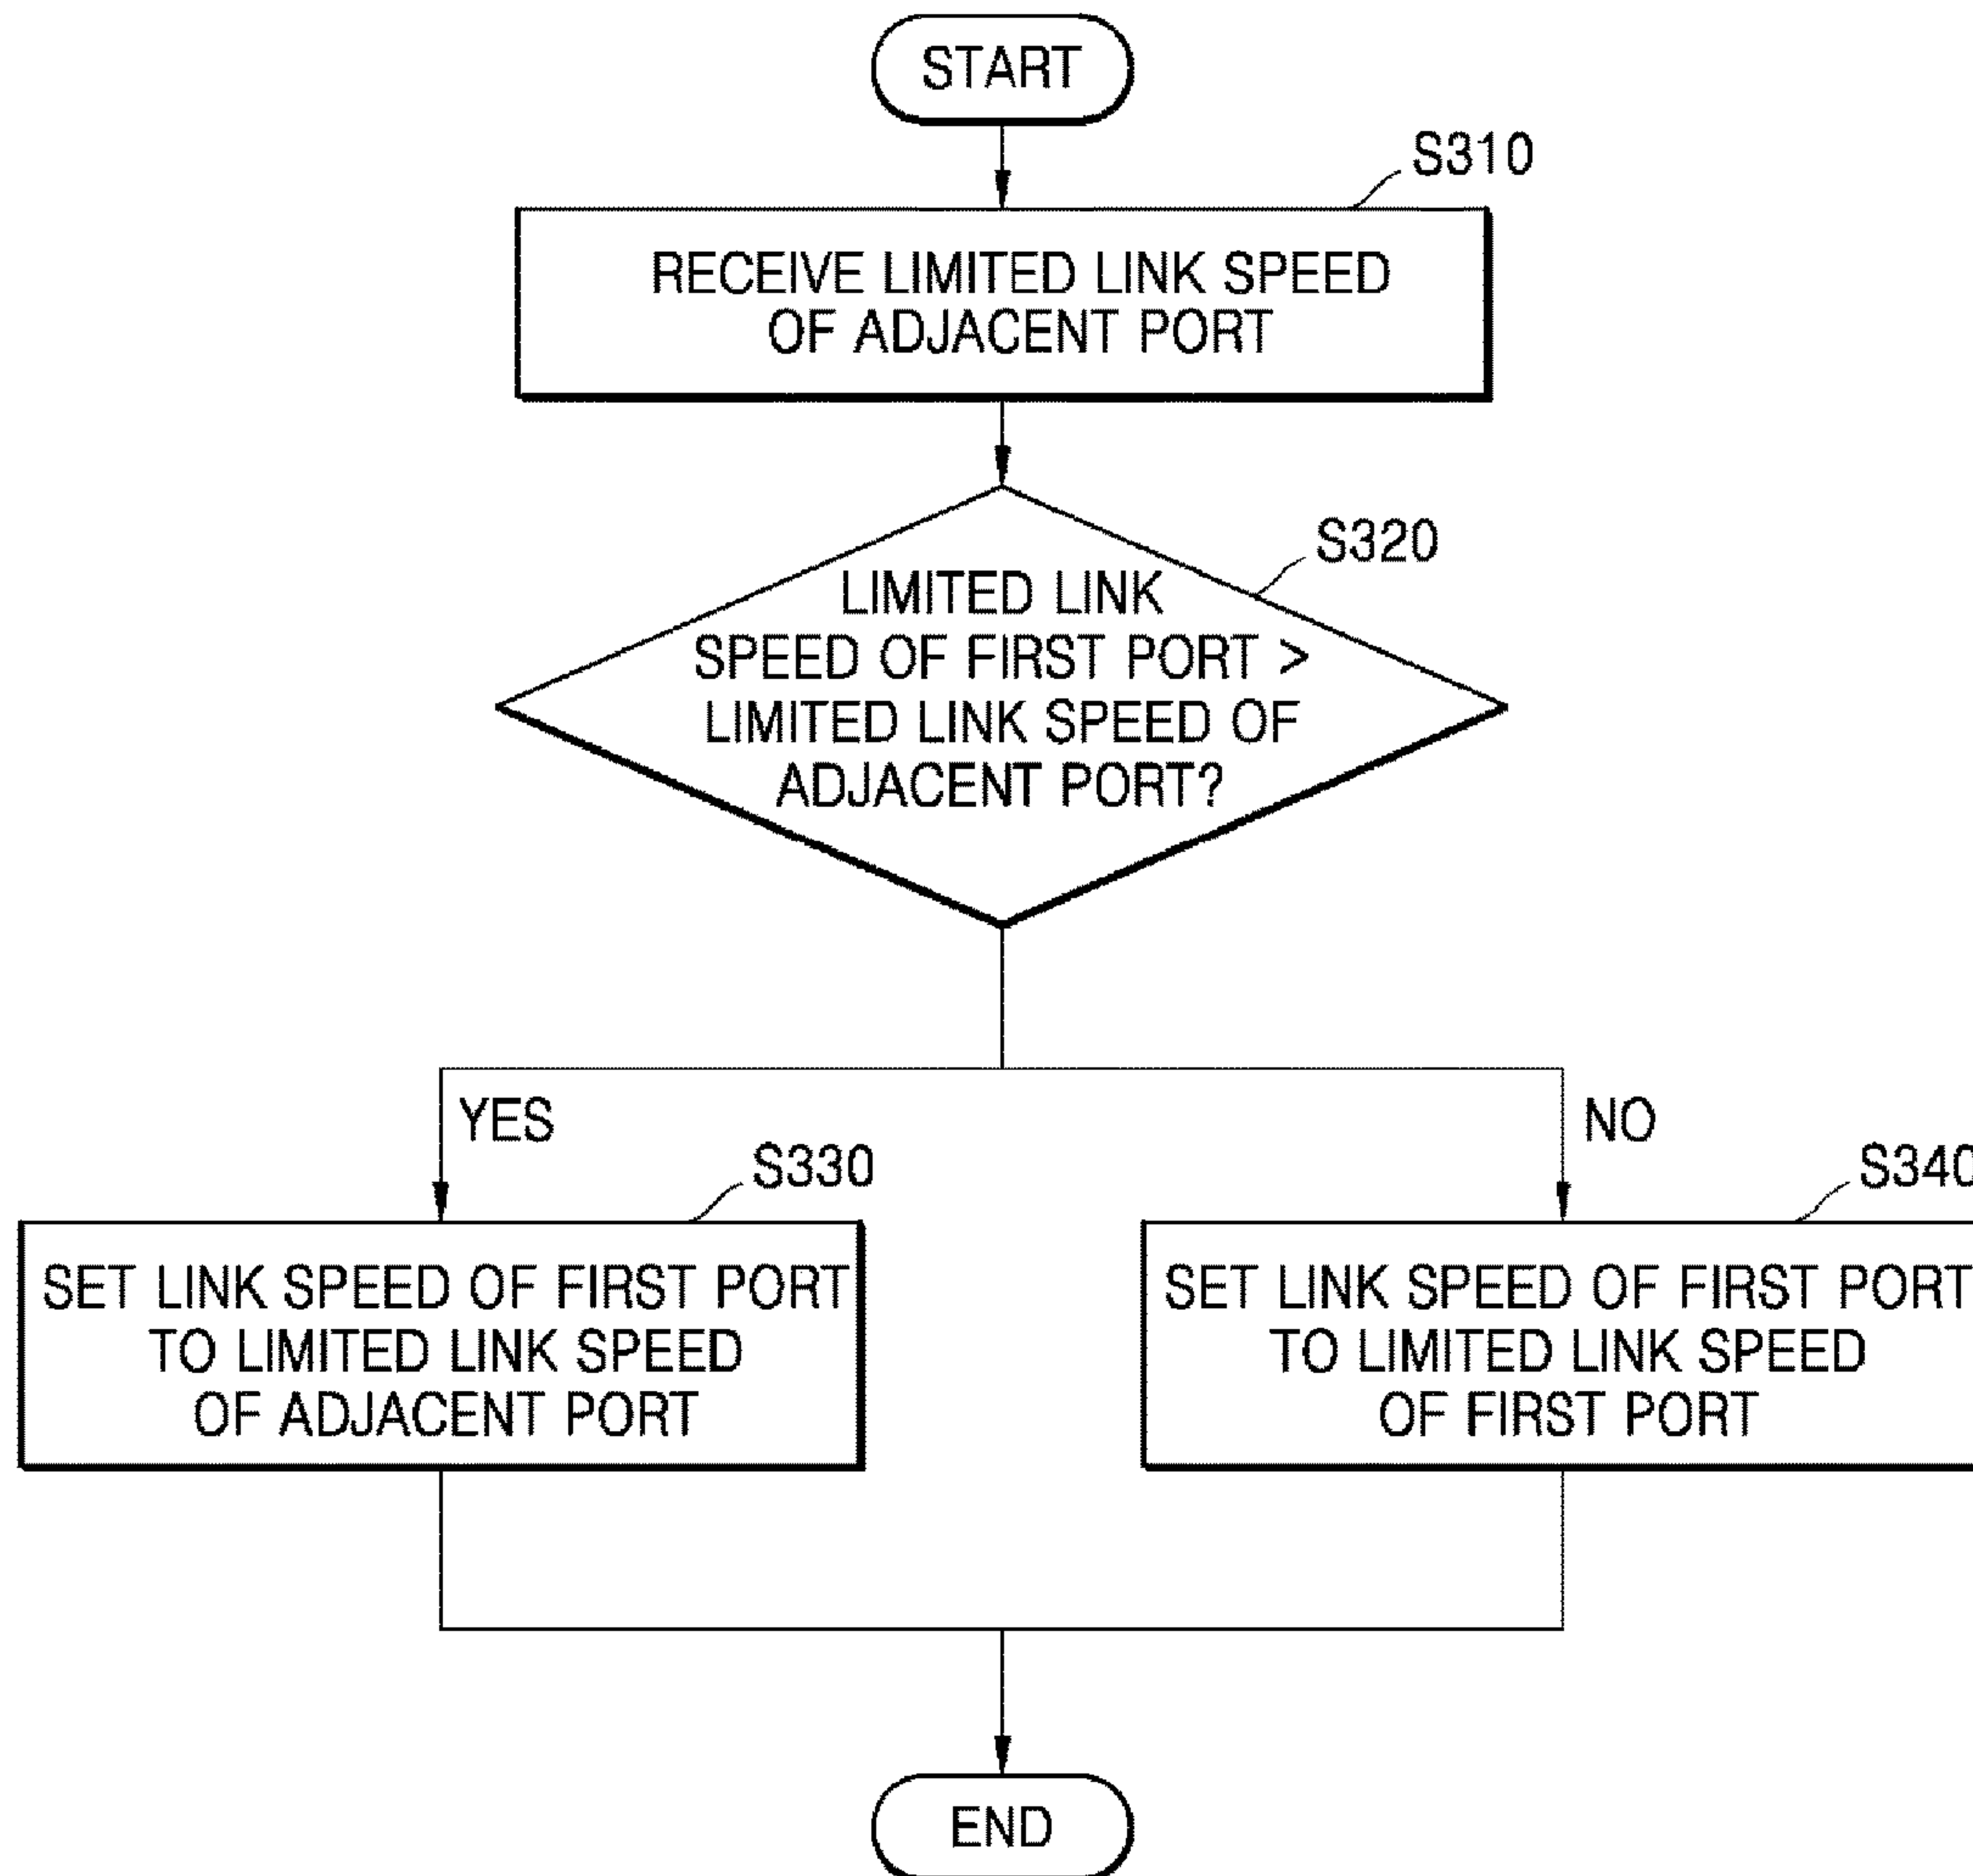 START
S310
RECEIVE LIMITED LINK SPEED
OF ADJACENT PORT
S320
LIMITED LINK
SPEED OF FIRST PORT >
LIMITED LINK SPEED OF
ADJACENT PORT?
YES
NO
S330
SET LINK SPEED OF FIRST PORT
TO LIMITED LINK SPEED
OF ADJACENT PORT
S340
SET LINK SPEED OF FIRST PORT
TO LIMITED LINK SPEED
OF FIRST PORT
END